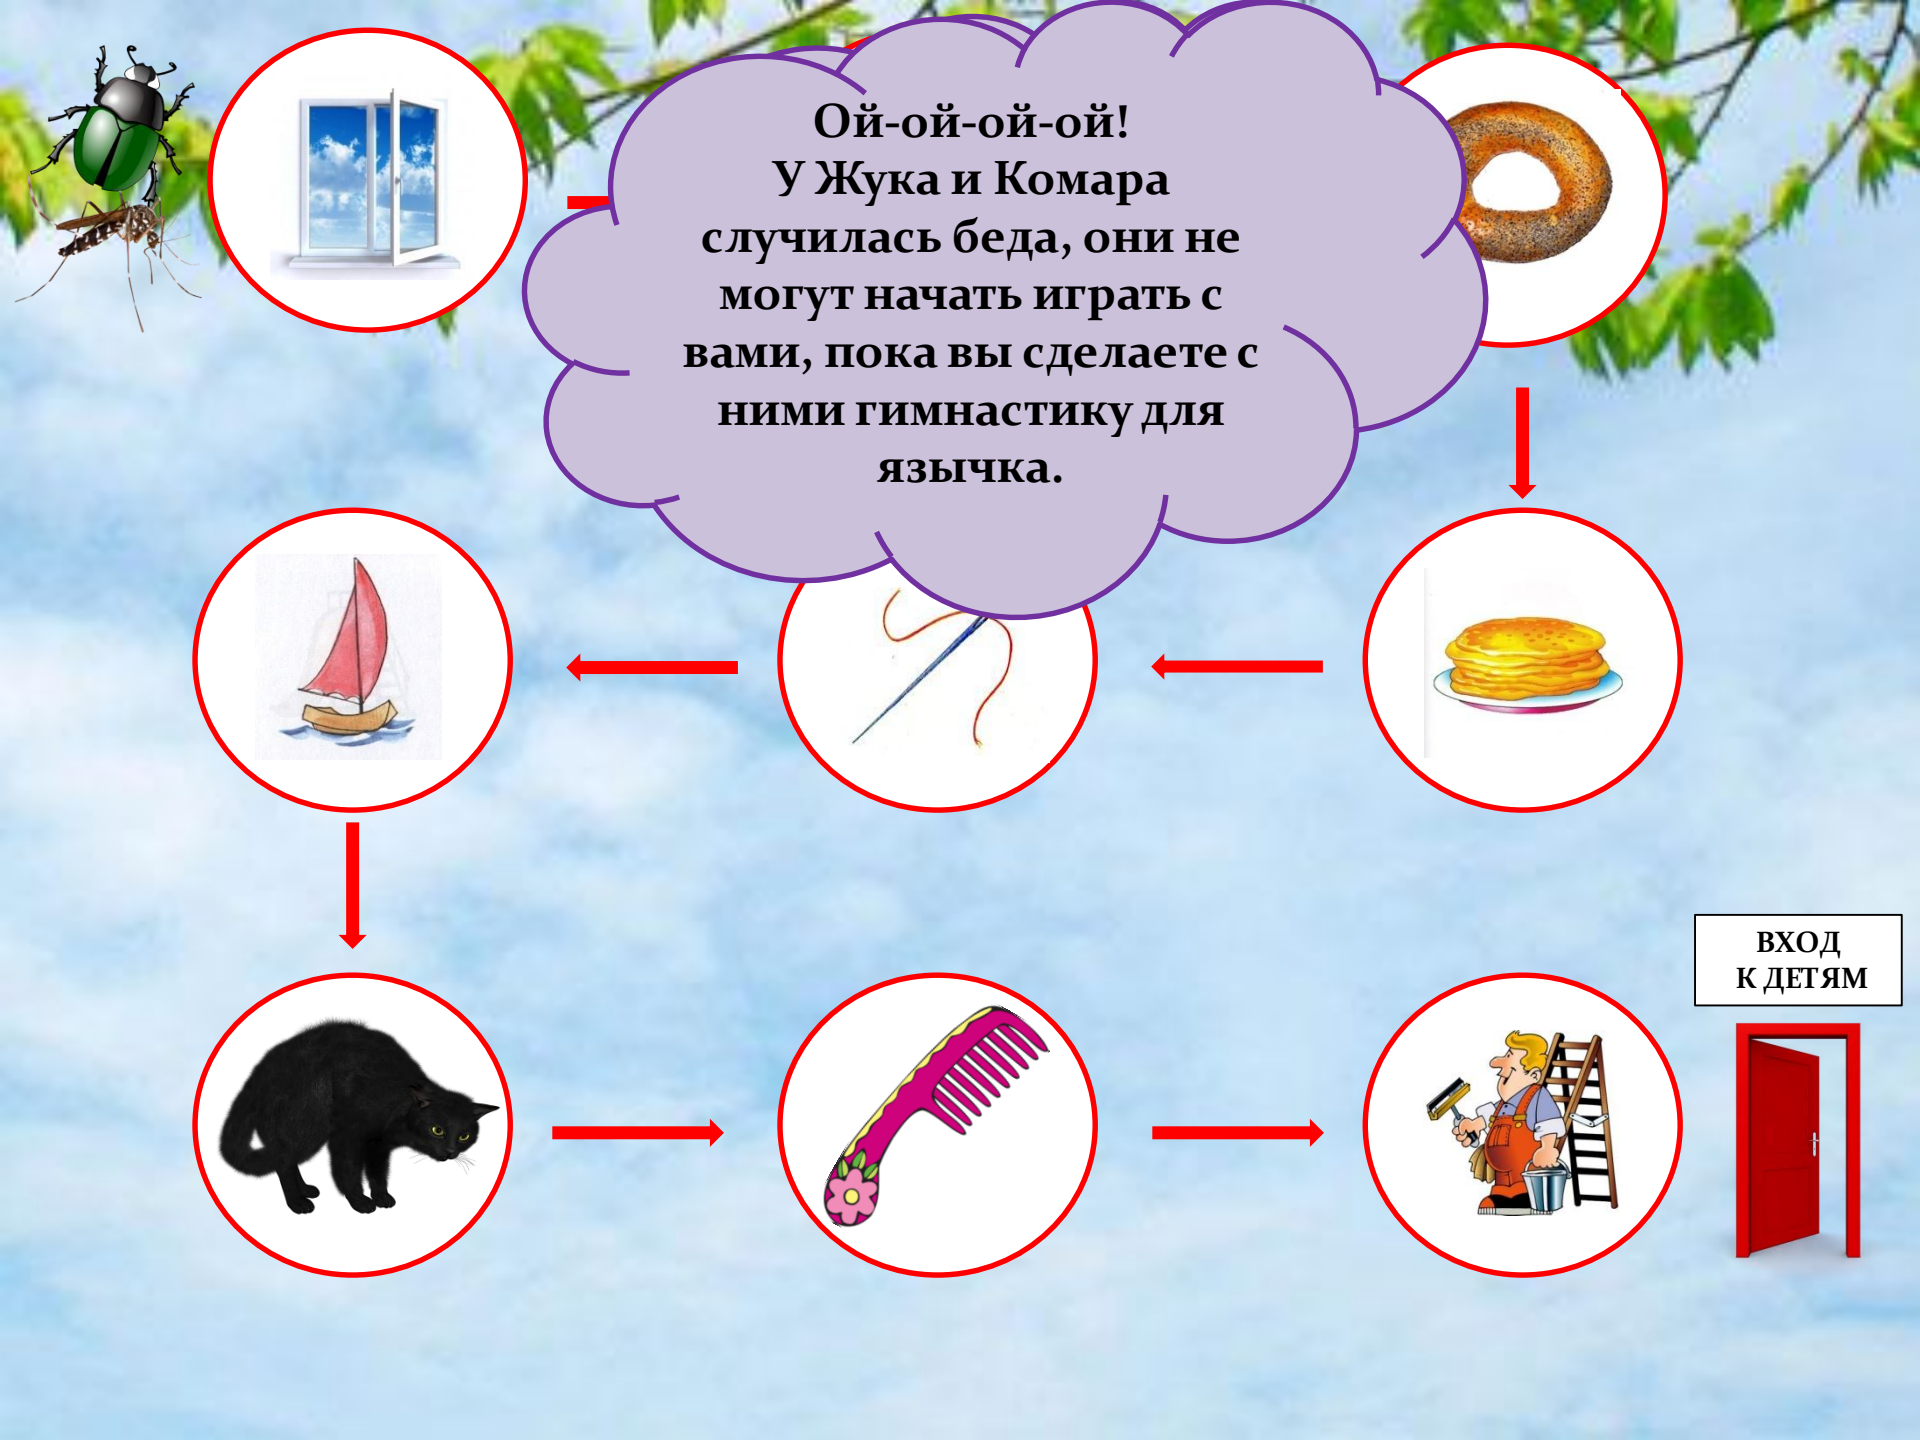 Ой-ой-ой-ой!
У Жука и Комара
случилась беда, они не
могут начать играть с
вами, пока вы сделаете с
ними гимнастику для
язычка.
ВХОД
К ДЕТЯМ